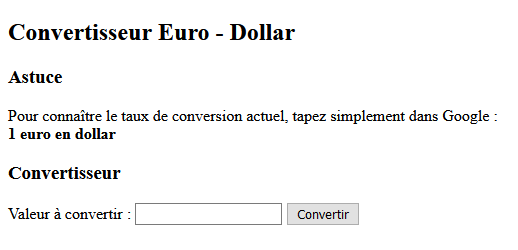 Convertisseur Euro - Dollar
Astuce
Pour connaître le taux de conversion actuel, tapez simplement dans Google :
1 euro en dollar
Convertisseur
Valeur à convertir : Convertir